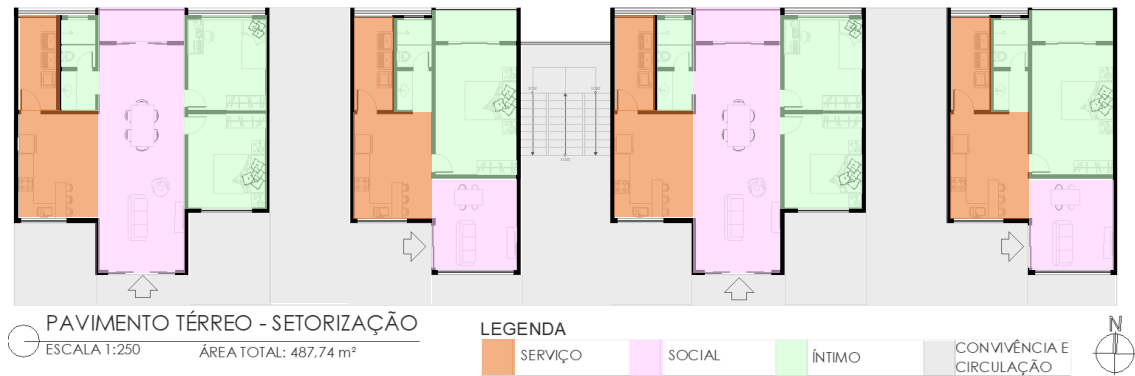 PAVIMENTO TÉRREO - SETORIZAÇÃO
ESCALA 1:250
ÁREA TOTAL: 487,74 m²
LEGENDA
SERVIÇO
SOCIAL
ÍNTIMO
CONVIVÊNCIA E
CIRCULAÇÃO
N